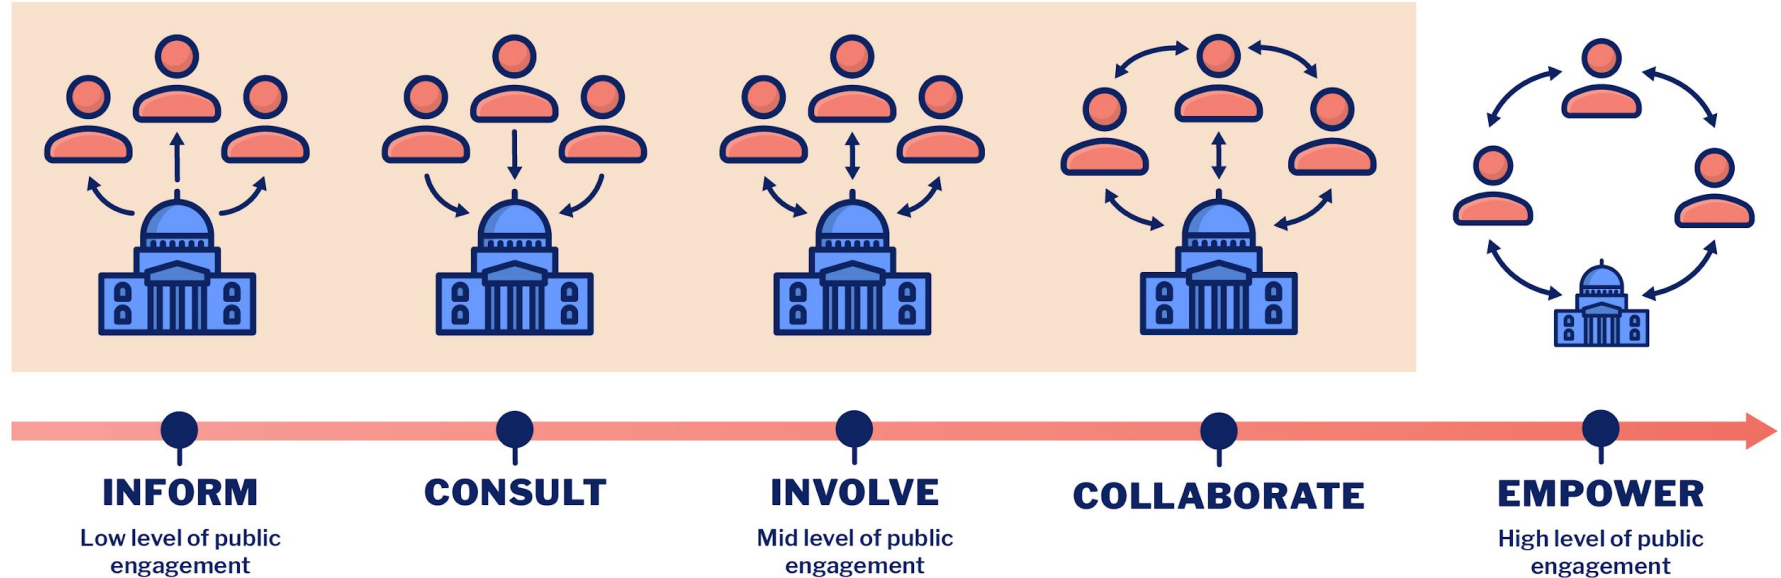 INFORM
Low level of public
engagement
CONSULT
INVOLVE
Mid level of public
engagement
COLLABORATE
EMPOWER
High level of public
engagement